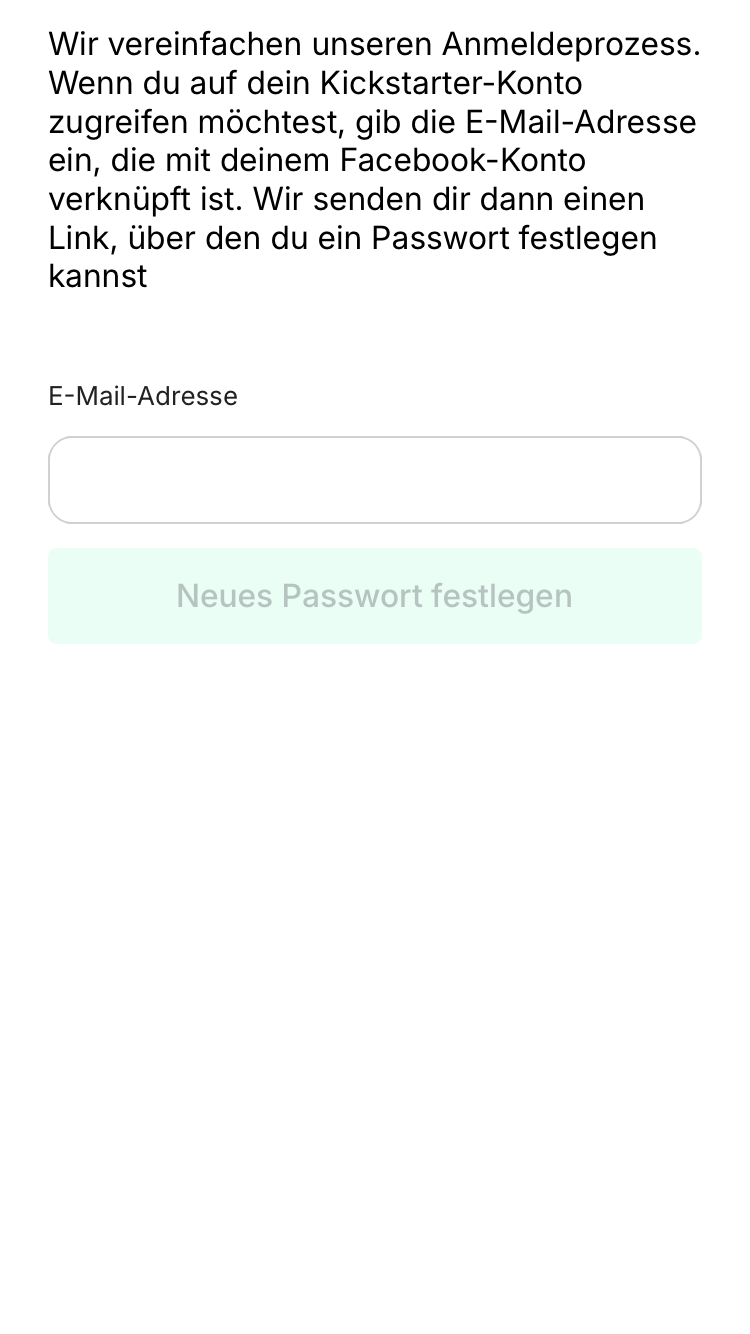 Wir vereinfachen unseren Anmeldeprozess.
Wenn du auf dein Kickstarter-Konto
zugreifen möchtest, gib die E-Mail-Adresse
ein, die mit deinem Facebook-Konto
verknüpft ist. Wir senden dir dann einen
Link, über den du ein Passwort festlegen
kannst
E-Mail-Adresse
Neues Passwort festlegen